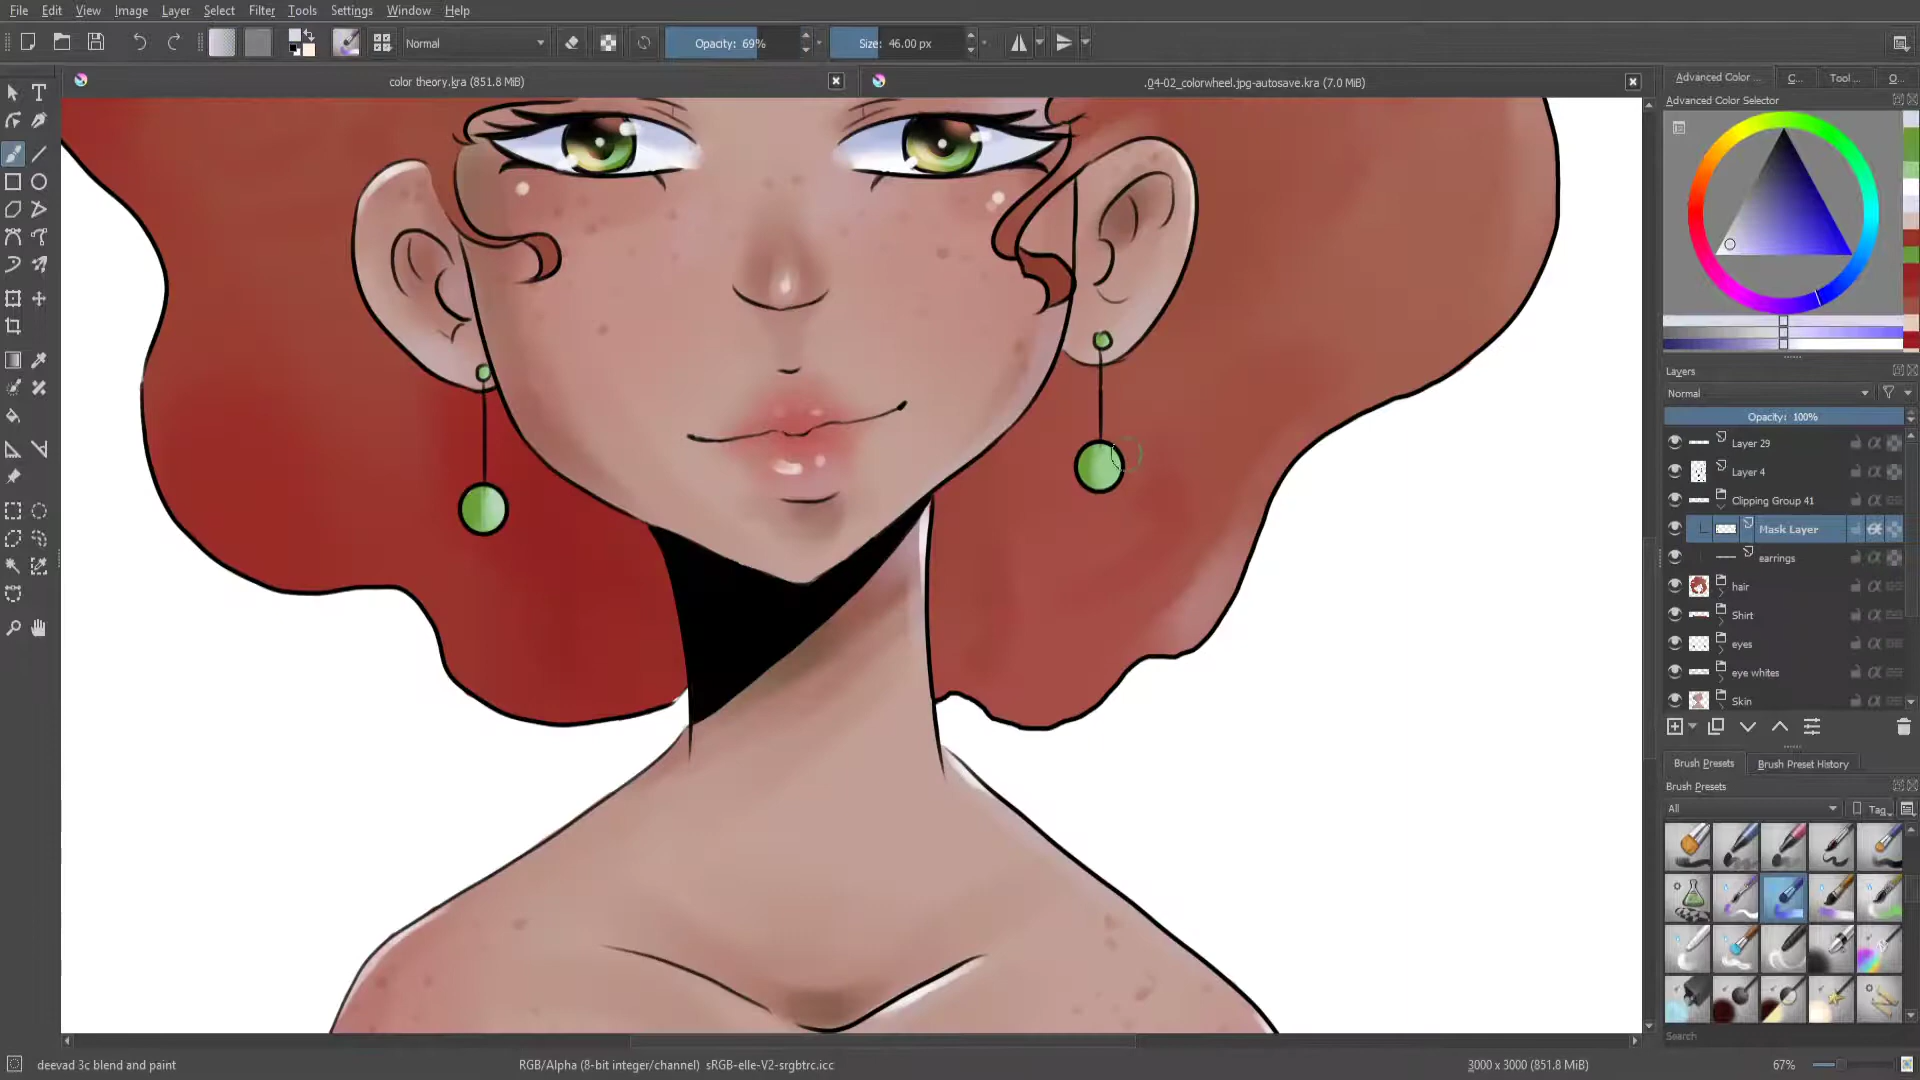 File Edit View Image Layer Select Filter Tools Settings Window Help
Normal Opacity: 69% Size: 46.00 px
color theory.kra (851.8 MiB) .04-02_colorwheel.jpg-autosave.kra (7.0 MiB)
Advanced Color ... C... Tool ... O...
Advanced Color Selector
Layers
Normal
Opacity: 100%
Layer 29
Layer 4
Clipping Group 41
Mask Layer
earrings
hair
Shirt
eyes
eye whites
Skin
Brush Presets Brush Preset History
Brush Presets
All Tag
Search
deevad 3c blend and paint RGB/Alpha (8-bit integer/channel) sRGB-elle-V2-srgbtrc.icc 3000 x 3000 (851.8 MiB) 67%